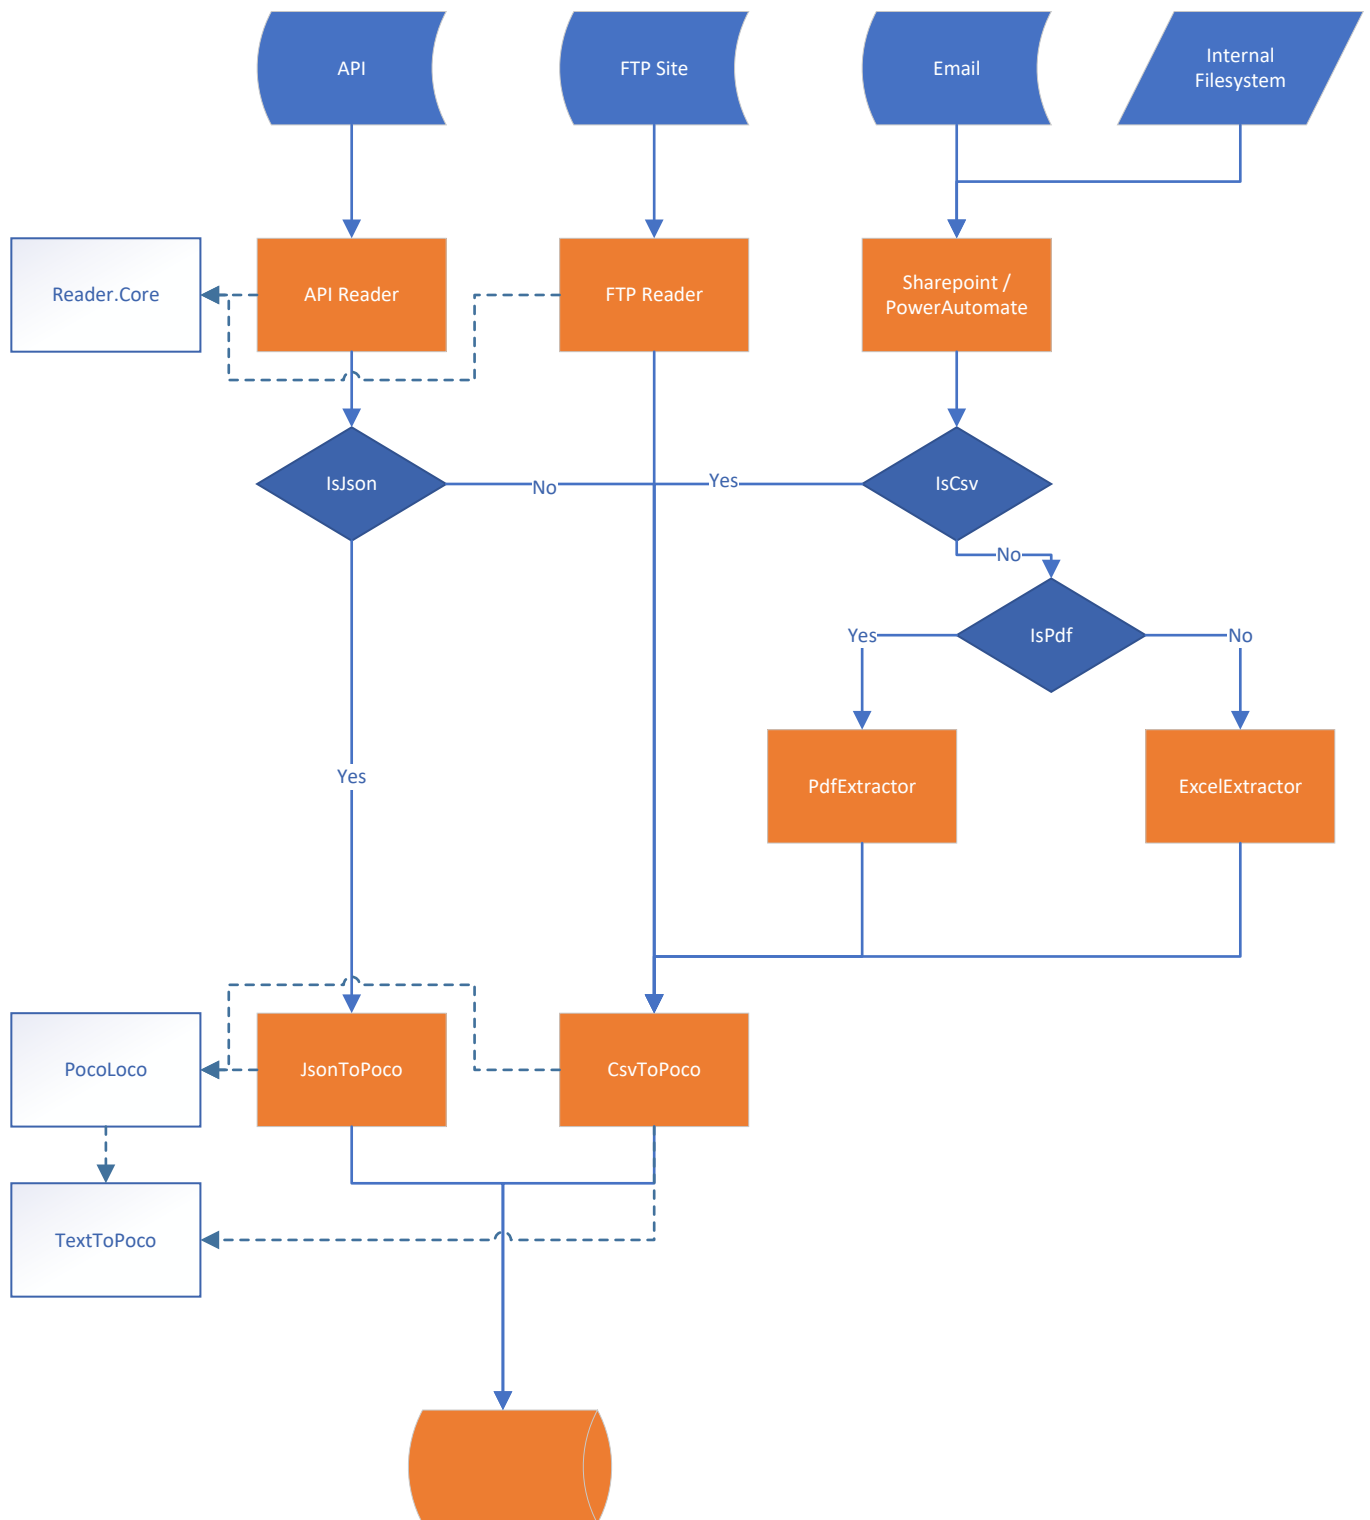 API
FTP Site
Email
Internal
Filesystem
Reader.Core
API Reader
FTP Reader
Sharepoint /
PowerAutomate
IsJson
No
Yes
IsCsv
No
Yes
IsPdf
No
Yes
PdfExtractor
ExcelExtractor
PocoLoco
JsonToPoco
CsvToPoco
TextToPoco